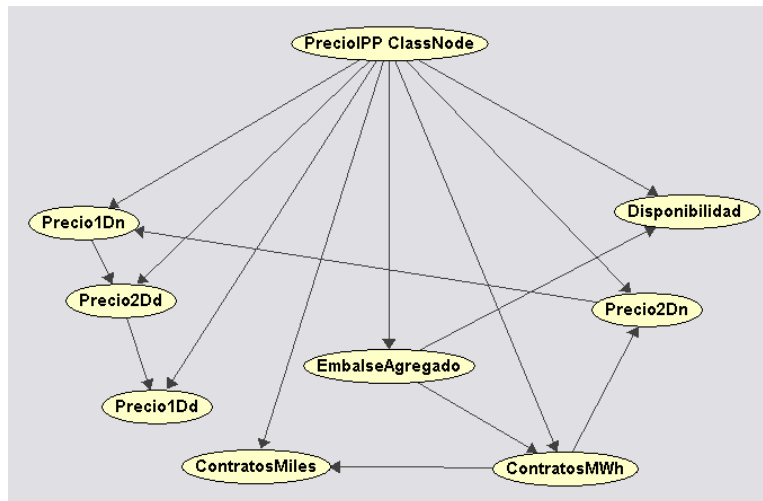 PrecioIPP ClassNode
Precio1Dn
Disponibilidad
Precio2Dd
Precio2Dn
EmbalseAgregado
Precio1Dd
ContratosMiles
ContratosMWh